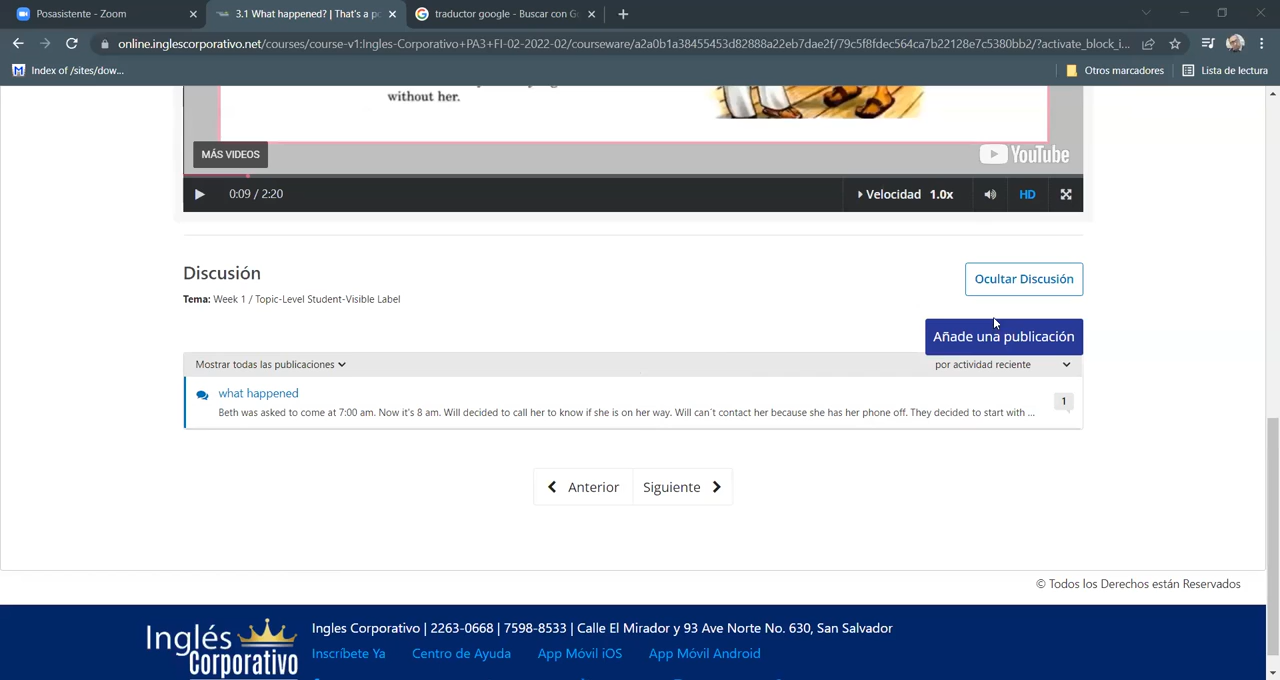 Posasistente - Zoom
3.1 What happened? | That's a po
traductor google - Buscar con Go
online.inglescorporativo.net/courses/course-v1:Ingles-Corporativo+PA3+FI-02-2022-02/courseware/a2a0b1a38455453d82888a22eb7dae2f/79c5f8fdec564ca7b22128e7c5380bb2/?activate_block_i...
Index of /sites/dow...
Otros marcadores
Lista de lectura
without her.
MÁS VIDEOS
YouTube
0:09 / 2:20
Velocidad 1.0x
HD
Discusión
Ocultar Discusión
Tema: Week 1 / Topic-Level Student-Visible Label
Añade una publicación
Mostrar todas las publicaciones
por actividad reciente
what happened
1
Beth was asked to come at 7:00 am. Now it's 8 am. Will decided to call her to know if she is on her way. Will can´t contact her because she has her phone off. They decided to start with ...
Anterior
Siguiente
© Todos los Derechos están Reservados
Inglés Corporativo
Ingles Corporativo | 2263-0668 | 7598-8533 | Calle El Mirador y 93 Ave Norte No. 630, San Salvador
Inscríbete Ya
Centro de Ayuda
App Móvil iOS
App Móvil Android